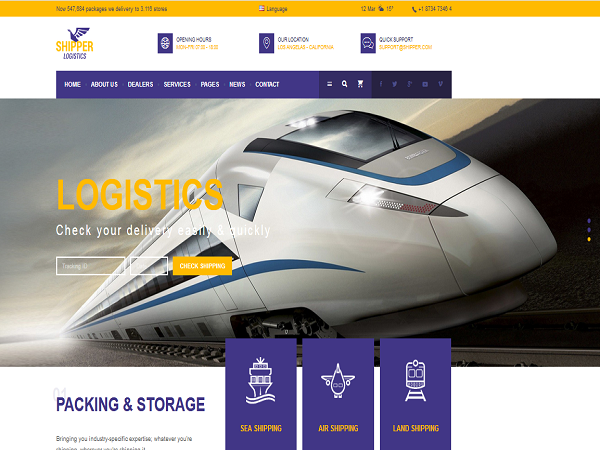 Now 547,684 packages we delivery to 3 116 stores
Language
12 Mar
15°
+1 8734 7346 4
SHIPPER
LOGISTICS
OPENING HOURS
MON-FRI: 07:00 - 18:00
OUR LOCATION
LOS ANGELAS - CALIFORNIA
QUICK SUPPORT
SUPPORT@SHIPPER.COM
HOME
ABOUT US
DEALERS
SERVICES
PAGES
NEWS
CONTACT
LOGISTICS
Check your delivery easily & quickly
Tracking ID
CHECK SHIPPING
01
PACKING & STORAGE
Bringing you industry-specific expertise; whatever you're
shipping, wherever you're shipping it
SEA SHIPPING
AIR SHIPPING
LAND SHIPPING